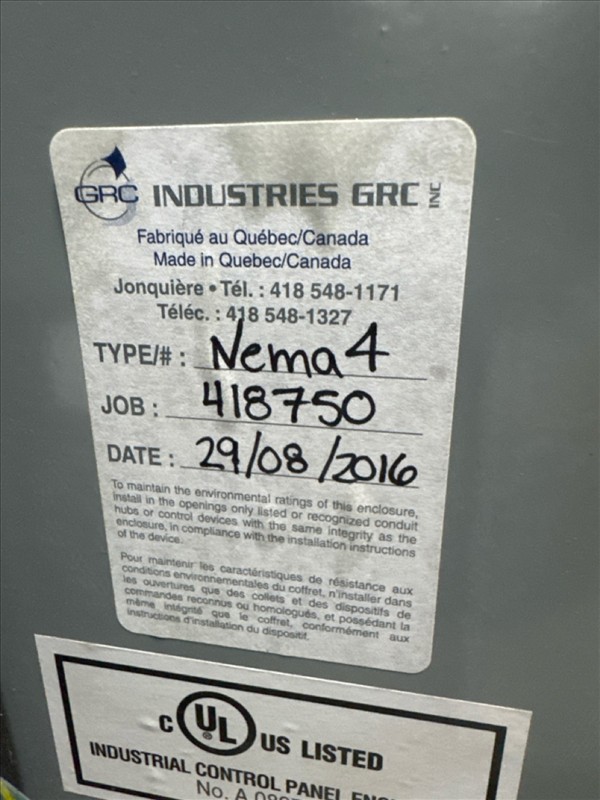 GRC INDUSTRIES GRC INC
Fabriqué au Québec/Canada
Made in Quebec/Canada
Jonquière • Tél. : 418 548-1171
Téléc. : 418 548-1327
TYPE/# : Nema 4
JOB : 418750
DATE : 29/08/2016
To maintain the environmental ratings of this enclosure,
install in the openings only listed or recognized conduit
hubs or control devices with the same integrity as the
enclosure, in compliance with the installation instructions
of the device.
Pour maintenir les caractéristiques de résistance aux
conditions environnementales du coffret, n'installer dans
les ouvertures que des collets et des dispositifs de
commandes reconnus ou homologués, et possédant la
même intégrité que le coffret, conformément aux
instructions d'installation du dispositif.
C UL US LISTED
INDUSTRIAL CONTROL PANEL
No. A